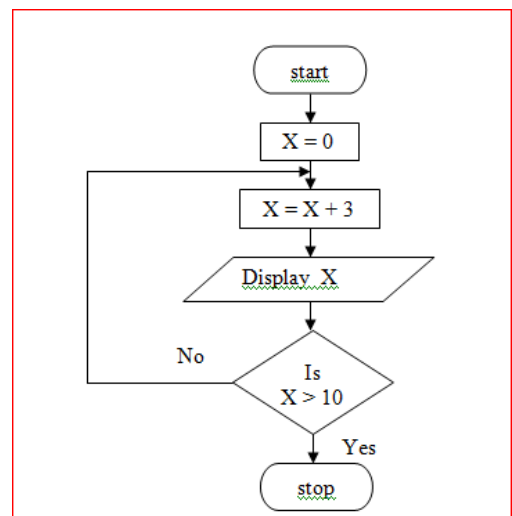 start
X = 0
X = X + 3
Display X
No
Is
X > 10
Yes
stop